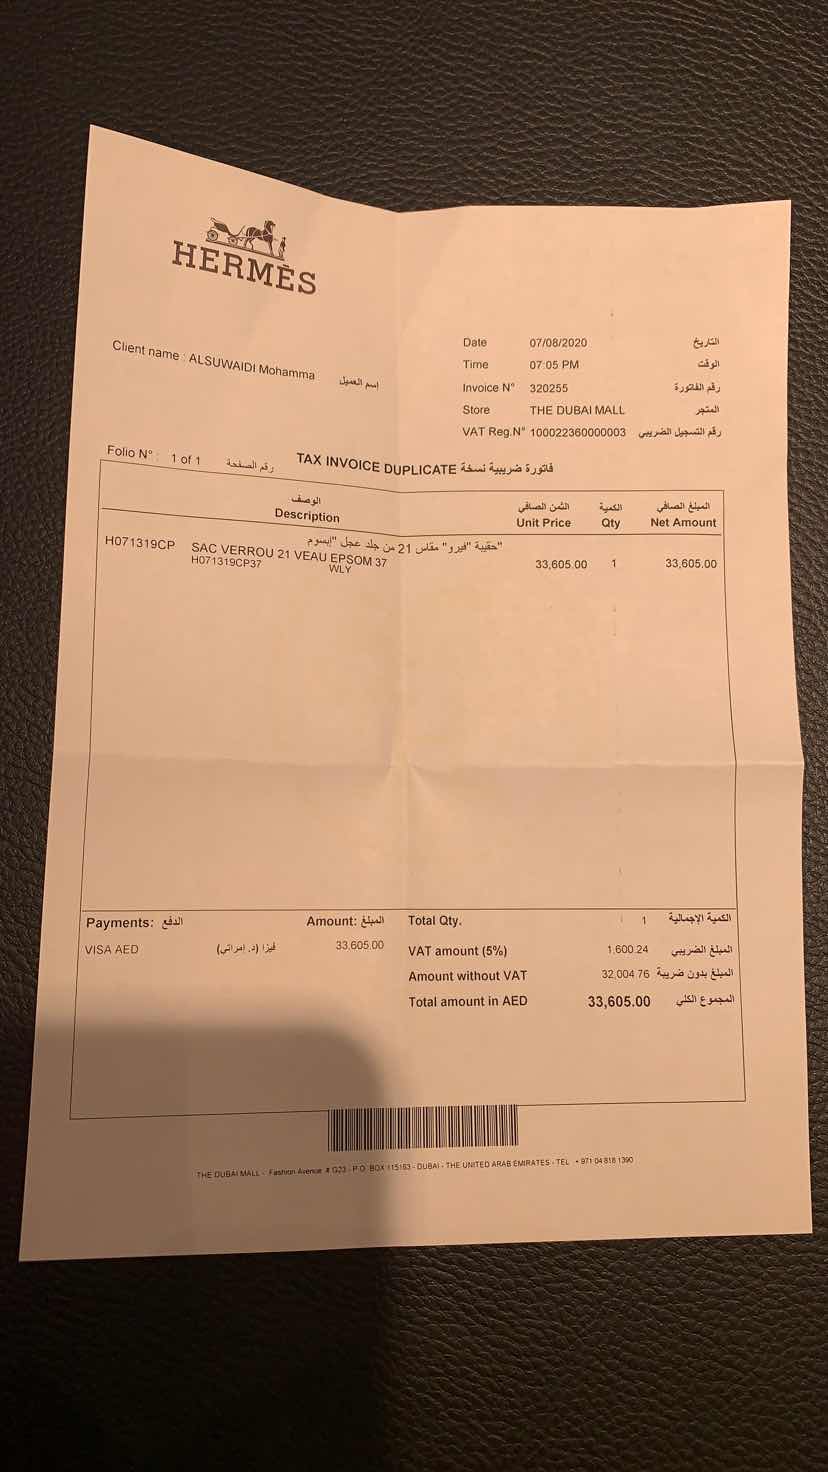 HERMÈS
Client name : ALSUWAIDI Mohamma اسم العميل
Date 07/08/2020 التاريخ
Time 07:05 PM الوقت
Invoice N° 320255 رقم الفاتورة
Store THE DUBAI MALL المتجر
VAT Reg.N° 100022360000003 رقم التسجيل الضريبي
Folio N° : 1 of 1 رقم الصفحة
TAX INVOICE DUPLICATE فاتورة ضريبية نسخة
الوصف الثمن الصافي الكمية المبلغ الصافي
Description Unit Price Qty Net Amount
حقيبة "فيرو" مقاس 21 من جلد عجل "إبسوم"
H071319CP SAC VERROU 21 VEAU EPSOM 37 33,605.00 1 33,605.00
H071319CP37 WLY
Payments: الدفع Amount: المبلغ
VISA AED فيزا (د. إمراتي) 33,605.00
Total Qty. 1 الكمية الإجمالية
VAT amount (5%) 1,600.24 المبلغ الضريبي
Amount without VAT 32,004.76 المبلغ بدون ضريبة
Total amount in AED 33,605.00 المجموع الكلي
THE DUBAI MALL - Fashion Avenue # G23 - P.O. BOX 115163 - DUBAI - THE UNITED ARAB EMIRATES - TEL + 971 04 818 1390